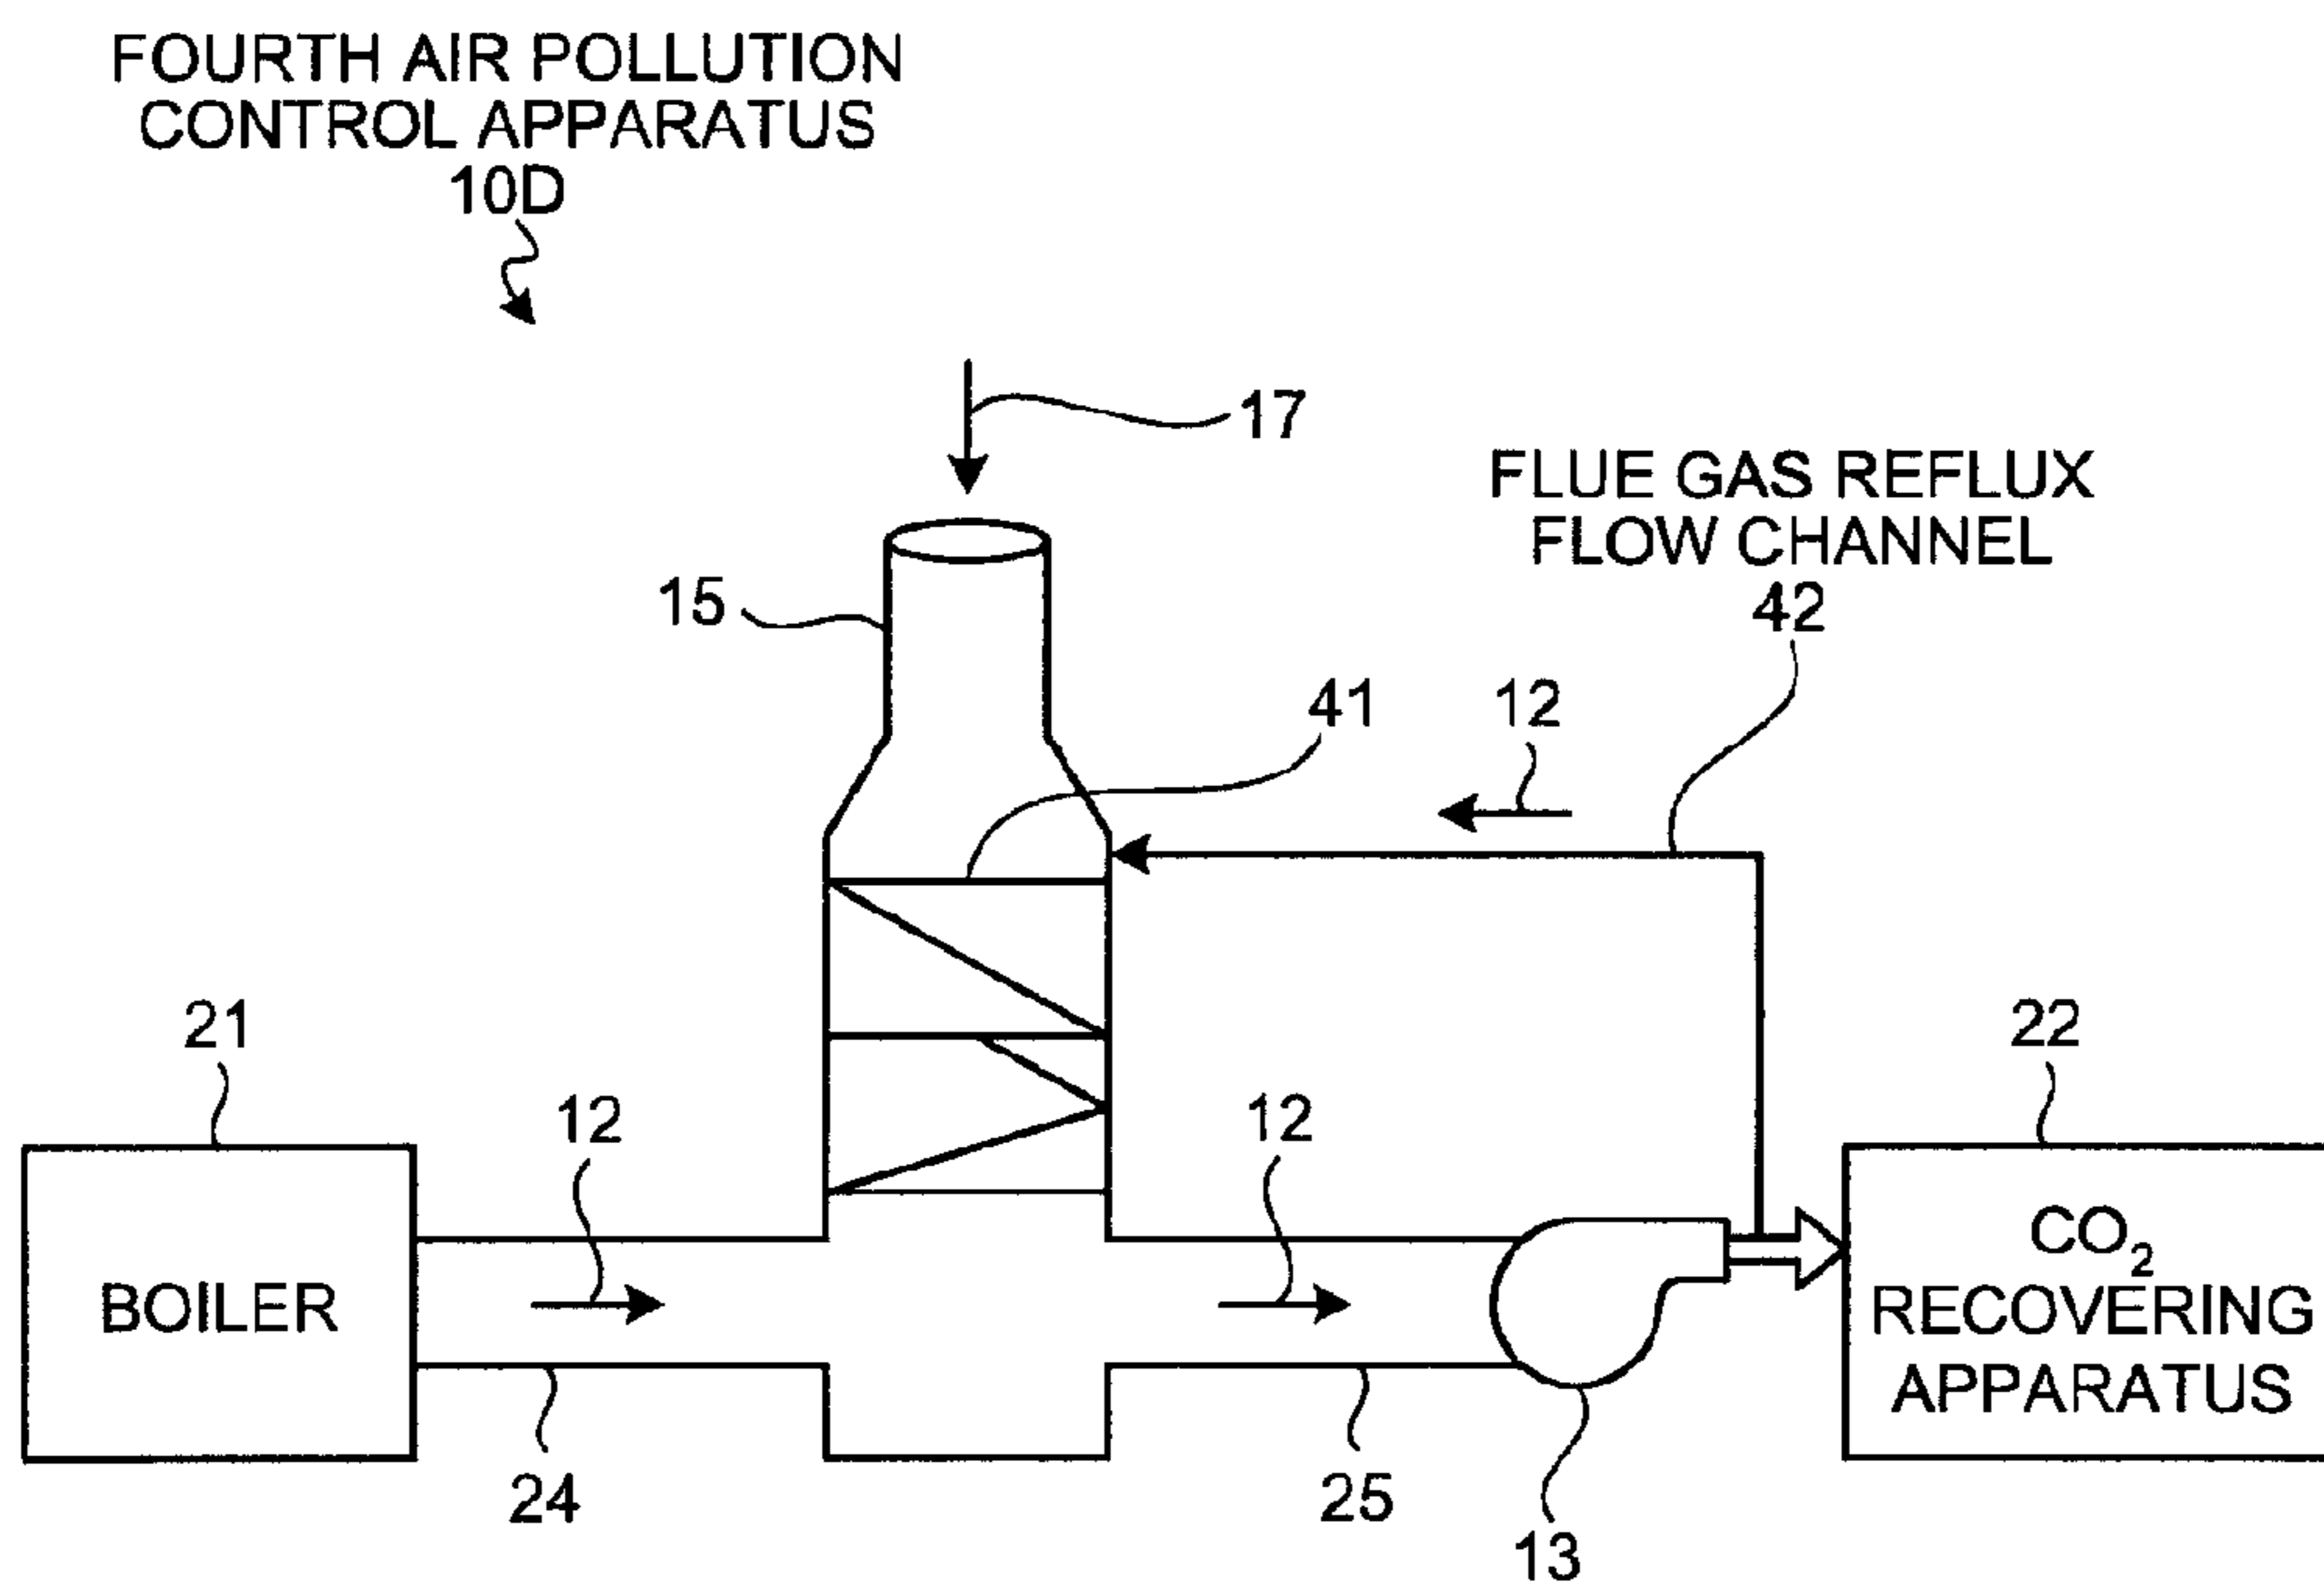 FOURTH AIR POLLUTION
CONTROL APPARATUS
10D
17
FLUE GAS REFLUX
FLOW CHANNEL
42
15
41
12
21
12
12
22
BOILER
CO₂
RECOVERING
APPARATUS
24
25
13